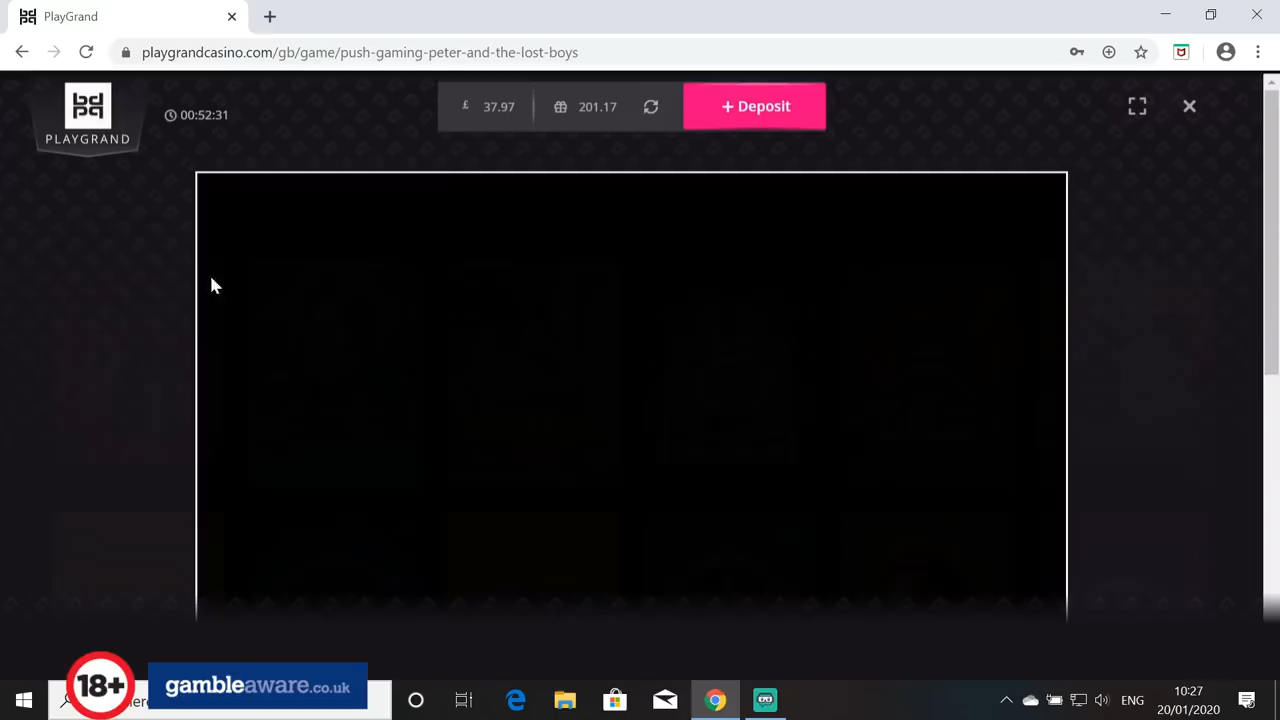 PlayGrand
playgrandcasino.com/gb/game/push-gaming-peter-and-the-lost-boys
bdpq
PLAYGRAND
00:52:31
£ 37.97
201.17
+ Deposit
18+
gambleaware.co.uk
ENG
10:27
20/01/2020